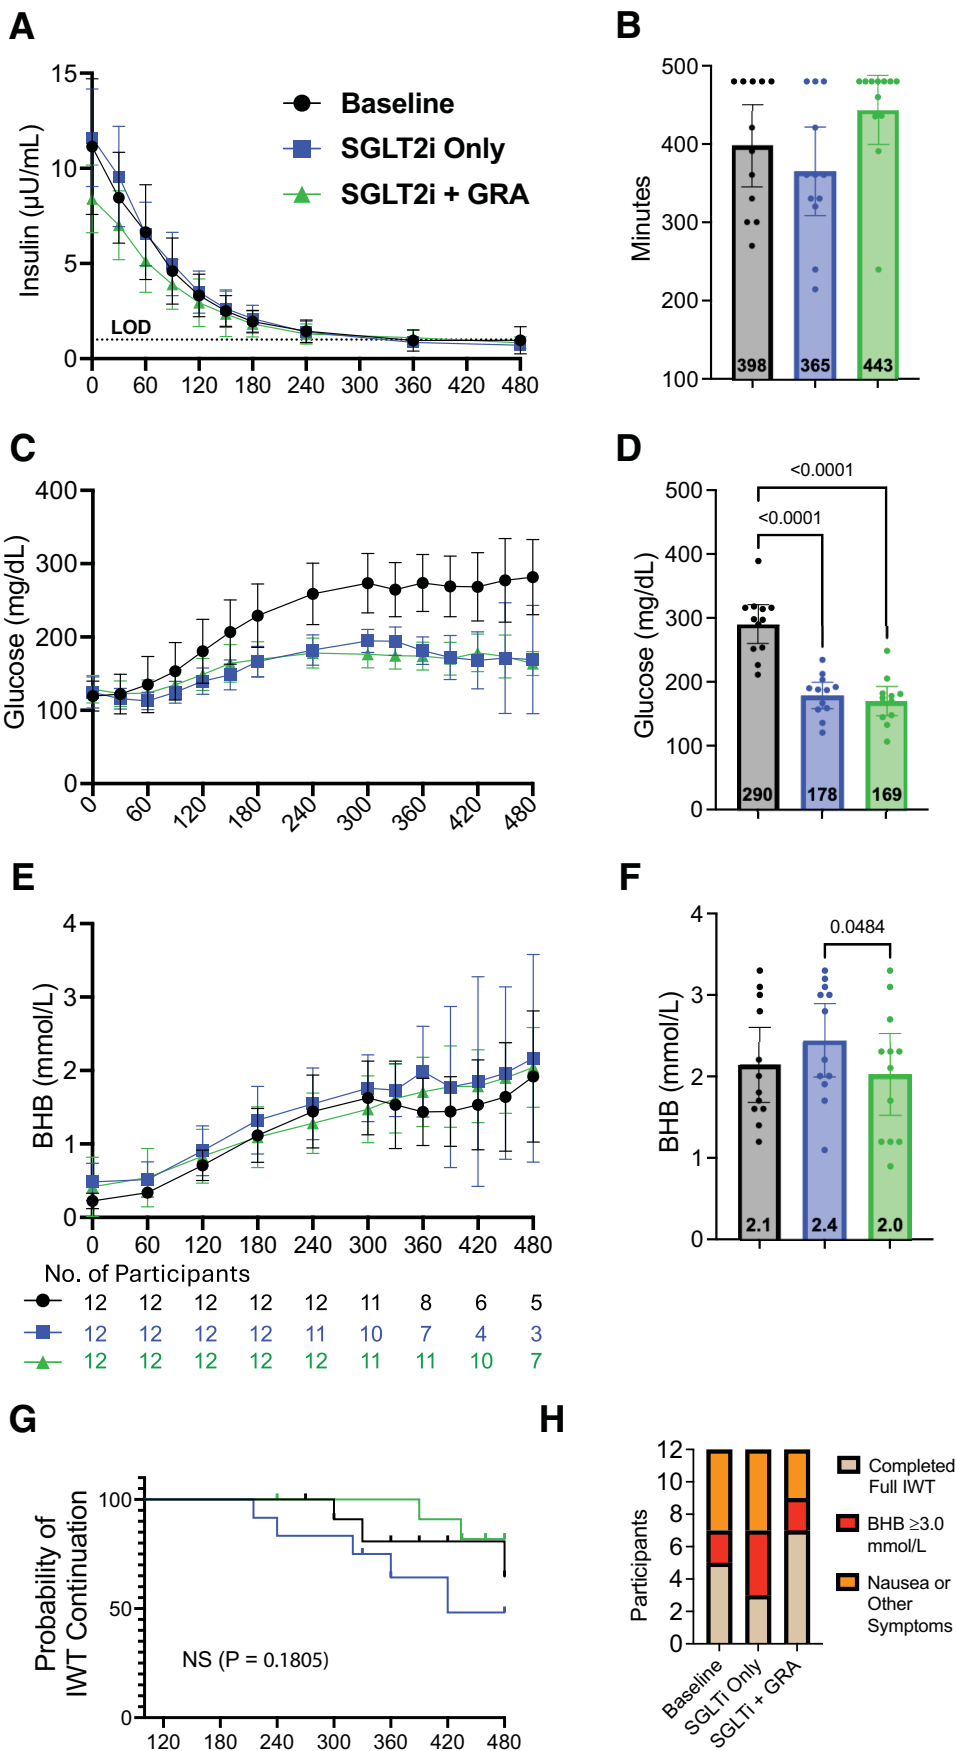 A
Insulin (µU/mL)
15
10
5
0
LOD
0 60 120 180 240 300 360 420 480
Baseline
SGLT2i Only
SGLT2i + GRA
B
Minutes
500
400
300
200
100
398 365 443
C
Glucose (mg/dL)
400
300
200
100
0
0 60 120 180 240 300 360 420 480
D
Glucose (mg/dL)
500
400
300
200
100
0
<0.0001
<0.0001
290 178 169
E
BHB (mmol/L)
4
3
2
1
0
0 60 120 180 240 300 360 420 480
No. of Participants
12 12 12 12 12 11 8 6 5
12 12 12 12 11 10 7 4 3
12 12 12 12 12 11 11 10 7
F
BHB (mmol/L)
4
3
2
1
0
0.0484
2.1 2.4 2.0
G
Probability of
IWT Continuation
100
50
0
NS (P = 0.1805)
120 180 240 300 360 420 480
H
Participants
12
10
8
6
4
2
0
Baseline
SGLTi Only
SGLTi + GRA
Completed
Full IWT
BHB ≥3.0
mmol/L
Nausea or
Other
Symptoms